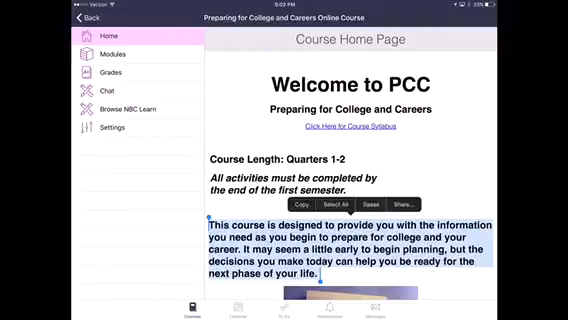 Verizon 5:02 PM 33%
Back Preparing for College and Careers Online Course
Home
Modules
Grades
Chat
Browse NBC Learn
Settings
Course Home Page
Welcome to PCC
Preparing for College and Careers
Click Here for Course Syllabus
Course Length: Quarters 1-2
All activities must be completed by
the end of the first semester.
Copy Select All Speak Share...
This course is designed to provide you with the information
you need as you begin to prepare for college and your
career. It may seem a little early to begin planning, but the
decisions you make today can help you be ready for the
next phase of your life.
Courses Calendar To Do Notifications Messages